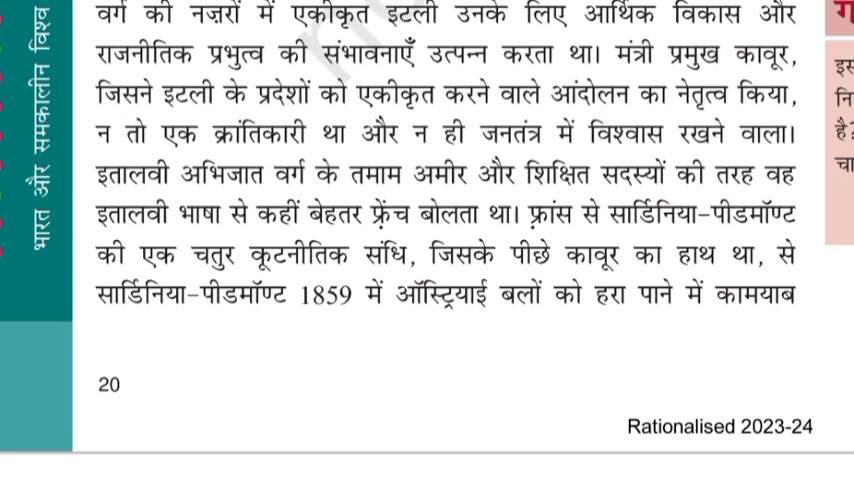 वर्ग की नज़रों में एकीकृत इटली उनके लिए आर्थिक विकास और
राजनीतिक प्रभुत्व की संभावनाएँ उत्पन्न करता था। मंत्री प्रमुख कावूर,
जिसने इटली के प्रदेशों को एकीकृत करने वाले आंदोलन का नेतृत्व किया,
न तो एक क्रांतिकारी था और न ही जनतंत्र में विश्वास रखने वाला।
इतालवी अभिजात वर्ग के तमाम अमीर और शिक्षित सदस्यों की तरह वह
इतालवी भाषा से कहीं बेहतर फ़्रेंच बोलता था। फ़्रांस से सार्डिनिया-पीडमॉण्ट
की एक चतुर कूटनीतिक संधि, जिसके पीछे कावूर का हाथ था, से
सार्डिनिया-पीडमॉण्ट 1859 में ऑस्ट्रियाई बलों को हरा पाने में कामयाब
20
Rationalised 2023-24
भारत और समकालीन विश्व